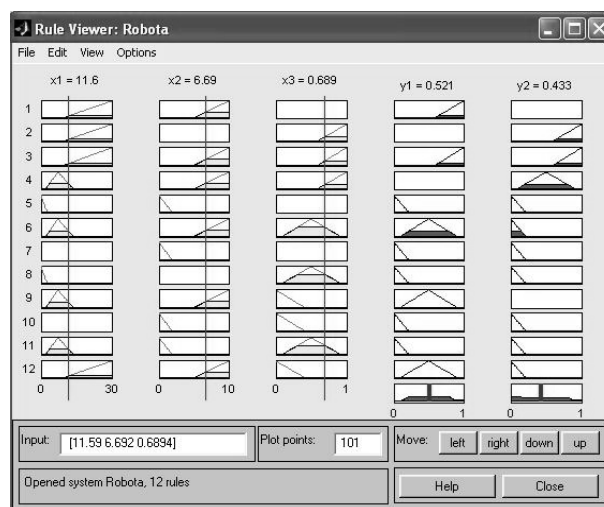 Rule Viewer: Robota
File Edit View Options
x1 = 11.6 x2 = 6.69 x3 = 0.689 y1 = 0.521 y2 = 0.433
1
2
3
4
5
6
7
8
9
10
11
12
0 30 0 10 0 1
0 1 0 1
Input: [11.59 6.692 0.6894] Plot points: 101 Move: left right down up
Opened system Robota, 12 rules Help Close